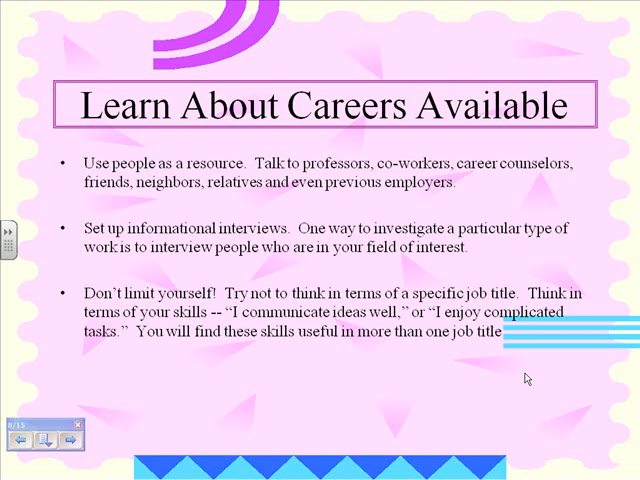 Learn About Careers Available
• Use people as a resource. Talk to professors, co-workers, career counselors,
friends, neighbors, relatives and even previous employers.
• Set up informational interviews. One way to investigate a particular type of
work is to interview people who are in your field of interest.
• Don't limit yourself! Try not to think in terms of a specific job title. Think in
terms of your skills -- “I communicate ideas well,” or “I enjoy complicated
tasks.” You will find these skills useful in more than one job title
8/15